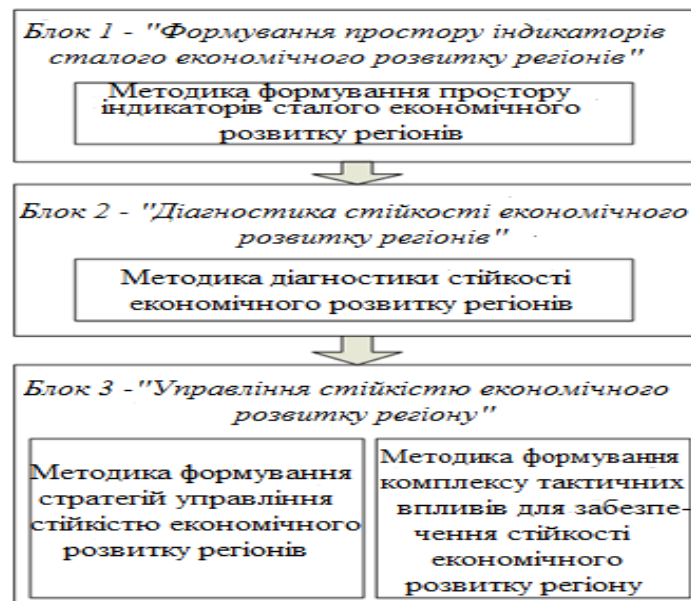 Блок 1 - "Формування простору індикаторів
сталого економічного розвитку регіонів"
Методика формування простору
індикаторів сталого економічного
розвитку регіонів
Блок 2 - "Діагностика стійкості економічного
розвитку регіонів"
Методика діагностики стійкості
економічного розвитку регіонів
Блок 3 -"Управління стійкістю економічного
розвитку регіону"
Методика формування
стратегій управління
стійкістю економічного
розвитку регіонів
Методика формування
комплексу тактичних
впливів для забезпе-
чення стійкості
економічного
розвитку регіону